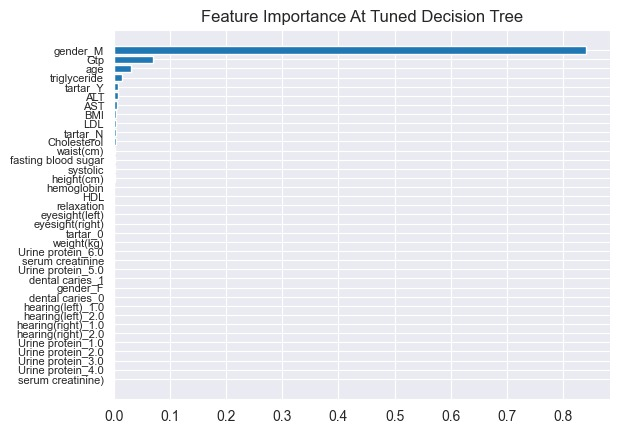 Feature Importance At Tuned Decision Tree
gender_M
Gtp
age
triglyceride
tartar_Y
ALT
AST
BMI
LDL
tartar_N
Cholesterol
waist(cm)
fasting blood sugar
systolic
height(cm)
hemoglobin
HDL
relaxation
eyesight(left)
eyesight(right)
tartar_0
weight(kg)
Urine protein_6.0
serum creatinine
Urine protein_5.0
dental caries_1
gender_F
dental caries_0
hearing(left)_1.0
hearing(left)_2.0
hearing(right)_1.0
hearing(right)_2.0
Urine protein_1.0
Urine protein_2.0
Urine protein_3.0
Urine protein_4.0
serum creatinine)
0.0 0.1 0.2 0.3 0.4 0.5 0.6 0.7 0.8